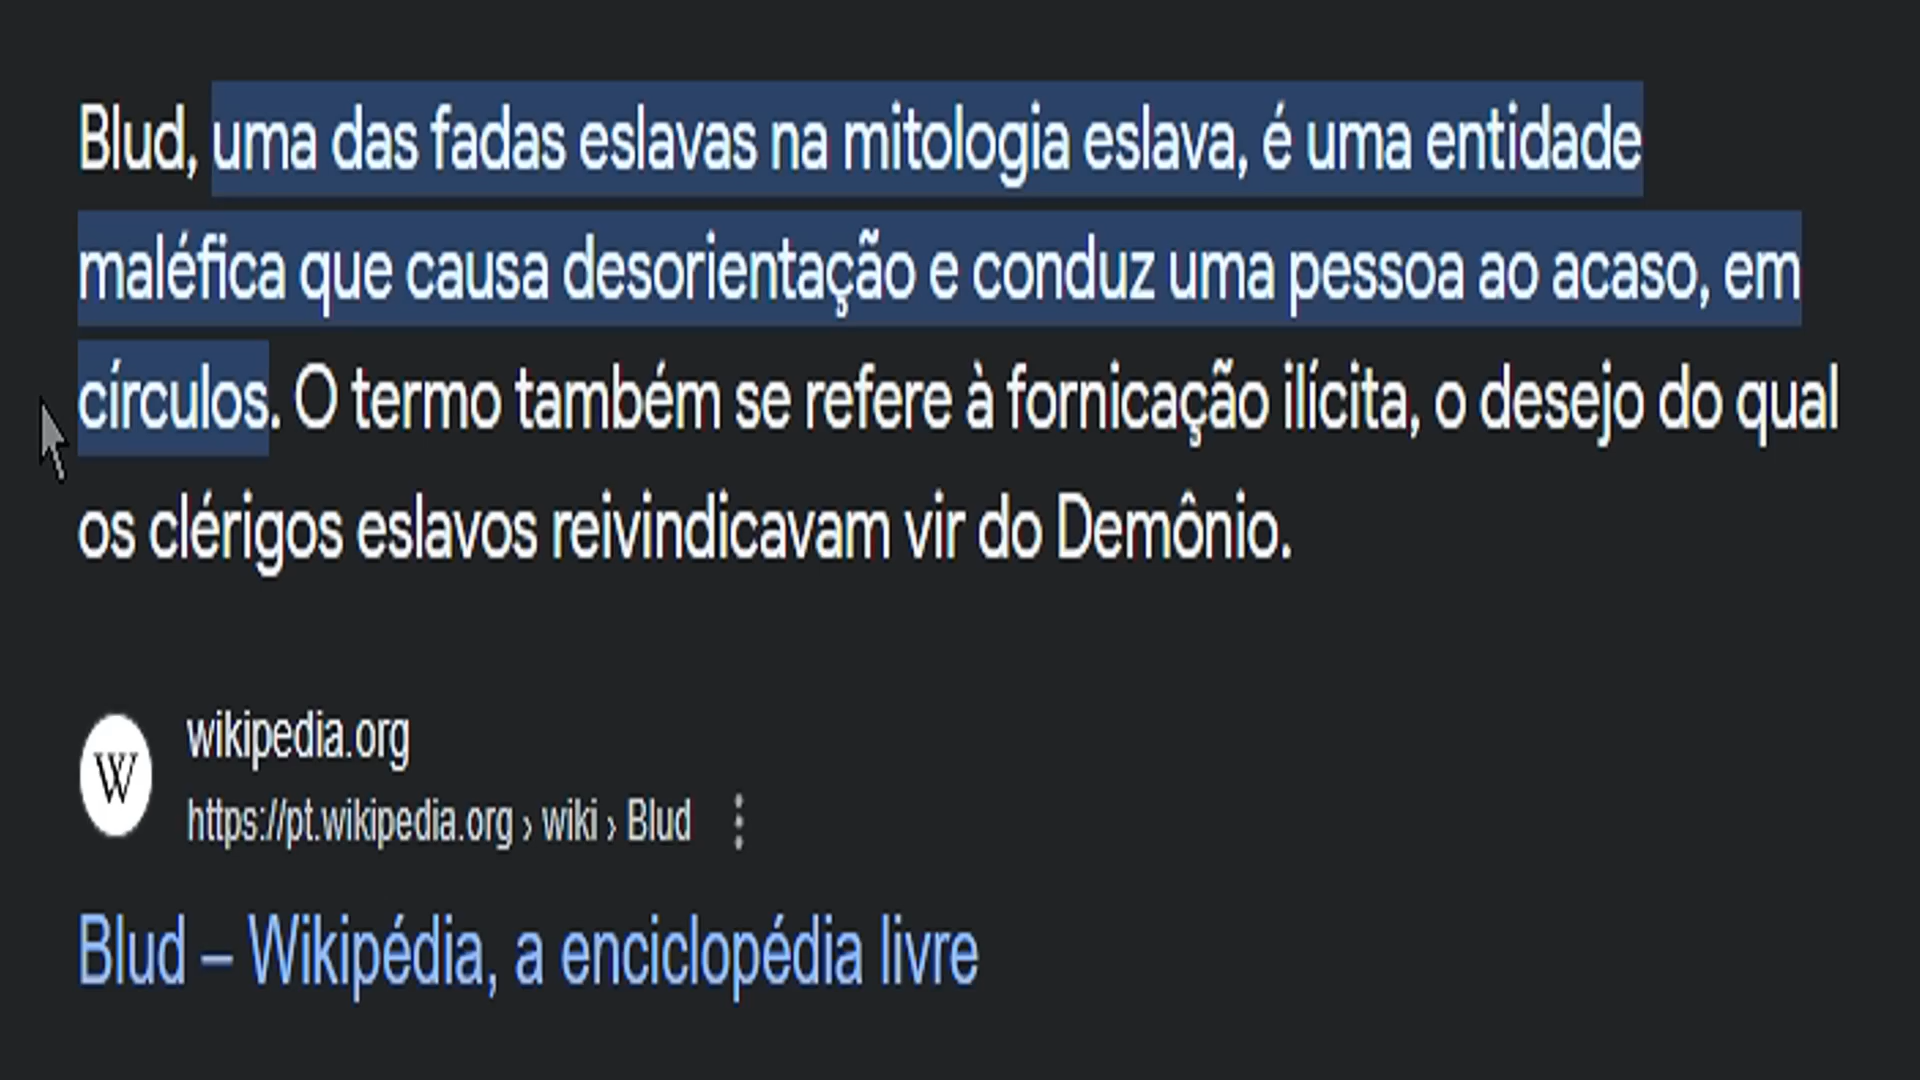 Blud, uma das fadas eslavas na mitologia eslava, é uma entidade
maléfica que causa desorientação e conduz uma pessoa ao acaso, em
círculos. O termo também se refere à fornicação ilícita, o desejo do qual
os clérigos eslavos reivindicavam vir do Demônio.
W
wikipedia.org
https://pt.wikipedia.org › wiki › Blud
Blud – Wikipédia, a enciclopédia livre